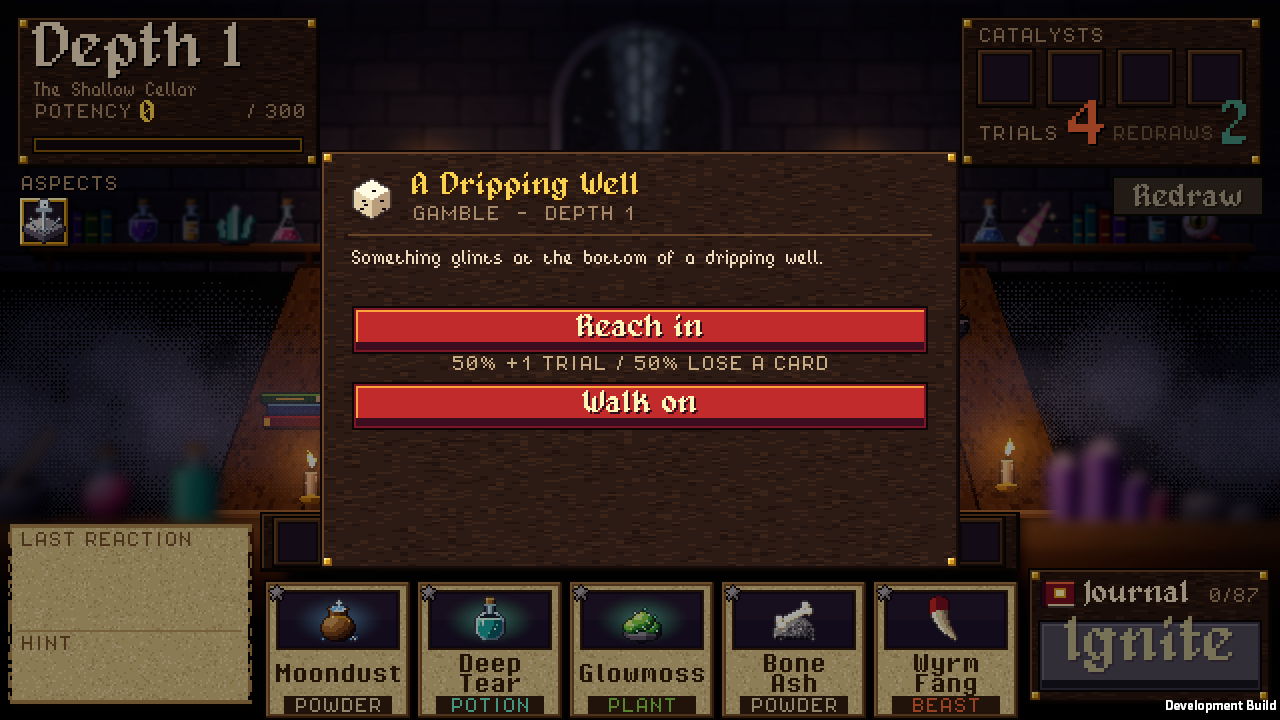 Depth 1
The Shallow Cellar
POTENCY 0 / 300
ASPECTS
CATALYSTS
TRIALS 4 REDRAWS 2
Redraw
A Dripping Well
GAMBLE - DEPTH 1
Something glints at the bottom of a dripping well.
Reach in
50% +1 TRIAL / 50% LOSE A CARD
Walk on
LAST REACTION
HINT
Moondust
POWDER
Deep
Tear
POTION
Glowmoss
PLANT
Bone
Ash
POWDER
Wyrm
Fang
BEAST
Journal 0/87
Ignite
Development Build